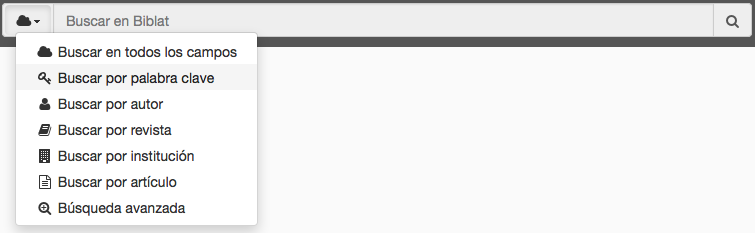 Buscar en Biblat
Buscar en todos los campos
Buscar por palabra clave
Buscar por autor
Buscar por revista
Buscar por institución
Buscar por artículo
Búsqueda avanzada